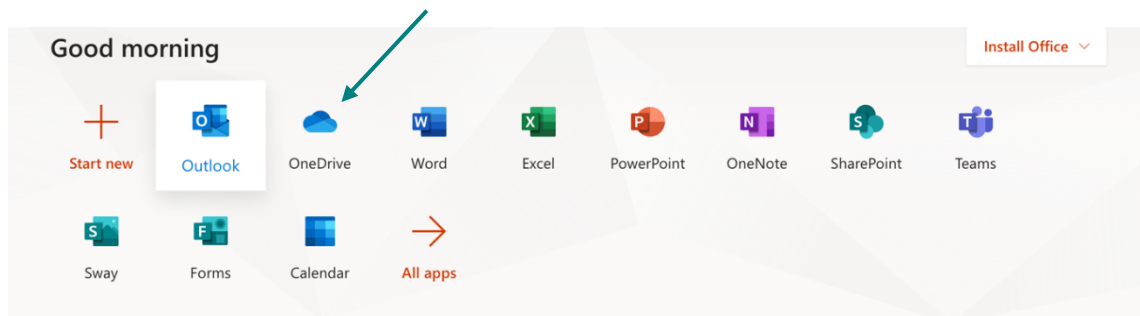 Good morning
Install Office
Start new
Outlook
OneDrive
Word
Excel
PowerPoint
OneNote
SharePoint
Teams
Sway
Forms
Calendar
All apps